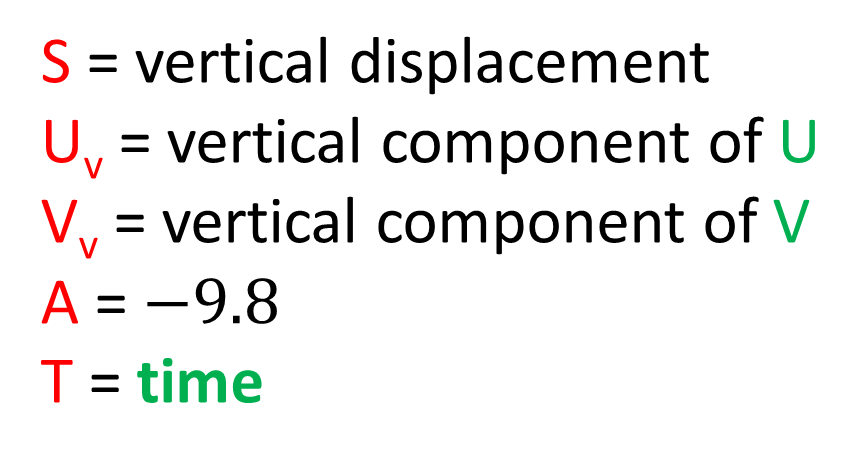 S = vertical displacement
Uᵥ = vertical component of U
Vᵥ = vertical component of V
A = −9.8
T = time